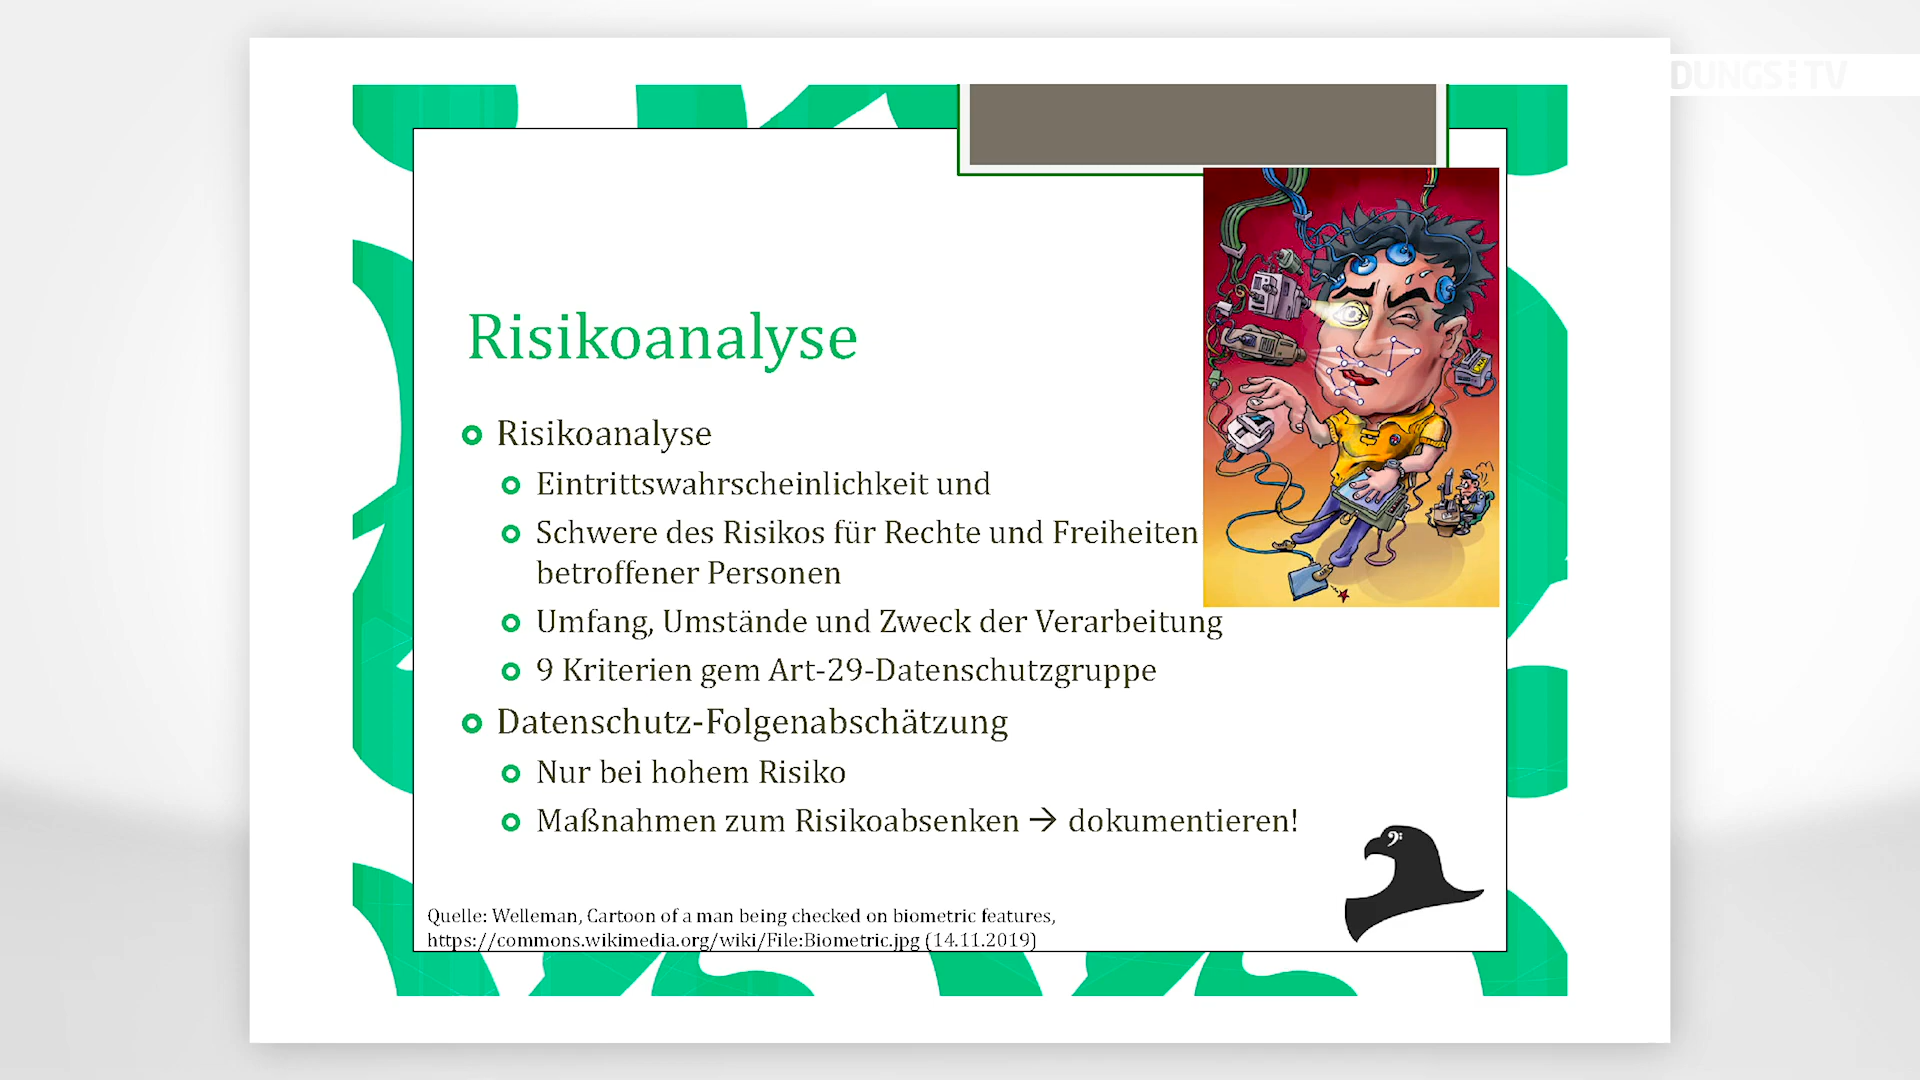 DUNGS TV
Risikoanalyse
Risikoanalyse
Eintrittswahrscheinlichkeit und
Schwere des Risikos für Rechte und Freiheiten
betroffener Personen
Umfang, Umstände und Zweck der Verarbeitung
9 Kriterien gem Art-29-Datenschutzgruppe
Datenschutz-Folgenabschätzung
Nur bei hohem Risiko
Maßnahmen zum Risikoabsenken → dokumentieren!
Quelle: Welleman, Cartoon of a man being checked on biometric features,
https://commons.wikimedia.org/wiki/File:Biometric.jpg (14.11.2019)